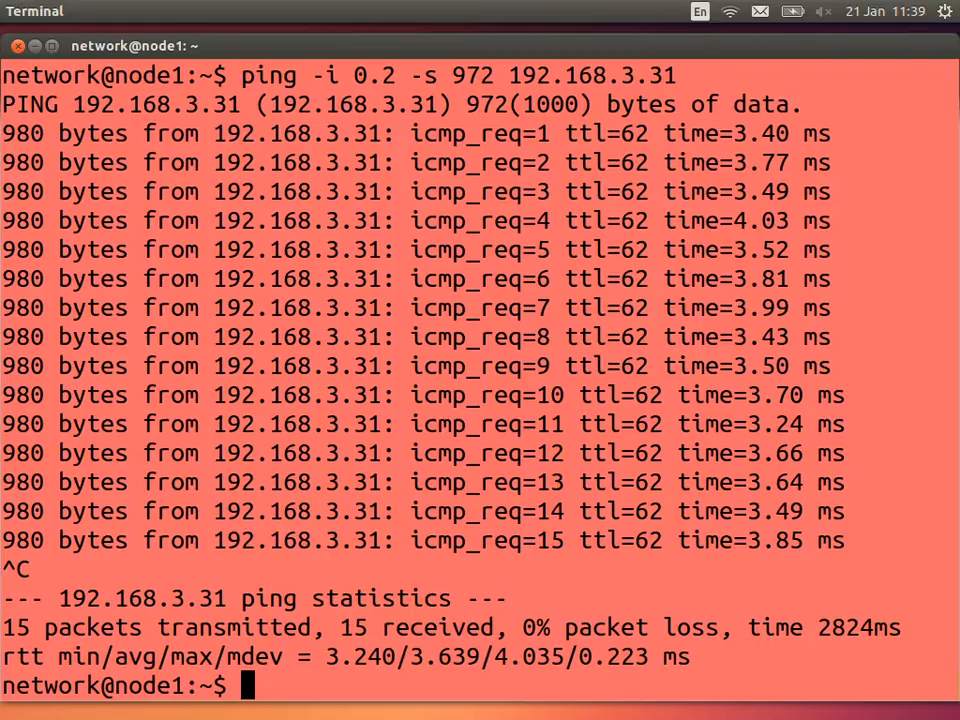 Terminal
En
21 Jan 11:39
network@node1: ~
network@node1:~$ ping -i 0.2 -s 972 192.168.3.31
PING 192.168.3.31 (192.168.3.31) 972(1000) bytes of data.
980 bytes from 192.168.3.31: icmp_req=1 ttl=62 time=3.40 ms
980 bytes from 192.168.3.31: icmp_req=2 ttl=62 time=3.77 ms
980 bytes from 192.168.3.31: icmp_req=3 ttl=62 time=3.49 ms
980 bytes from 192.168.3.31: icmp_req=4 ttl=62 time=4.03 ms
980 bytes from 192.168.3.31: icmp_req=5 ttl=62 time=3.52 ms
980 bytes from 192.168.3.31: icmp_req=6 ttl=62 time=3.81 ms
980 bytes from 192.168.3.31: icmp_req=7 ttl=62 time=3.99 ms
980 bytes from 192.168.3.31: icmp_req=8 ttl=62 time=3.43 ms
980 bytes from 192.168.3.31: icmp_req=9 ttl=62 time=3.50 ms
980 bytes from 192.168.3.31: icmp_req=10 ttl=62 time=3.70 ms
980 bytes from 192.168.3.31: icmp_req=11 ttl=62 time=3.24 ms
980 bytes from 192.168.3.31: icmp_req=12 ttl=62 time=3.66 ms
980 bytes from 192.168.3.31: icmp_req=13 ttl=62 time=3.64 ms
980 bytes from 192.168.3.31: icmp_req=14 ttl=62 time=3.49 ms
980 bytes from 192.168.3.31: icmp_req=15 ttl=62 time=3.85 ms
^C
--- 192.168.3.31 ping statistics ---
15 packets transmitted, 15 received, 0% packet loss, time 2824ms
rtt min/avg/max/mdev = 3.240/3.639/4.035/0.223 ms
network@node1:~$